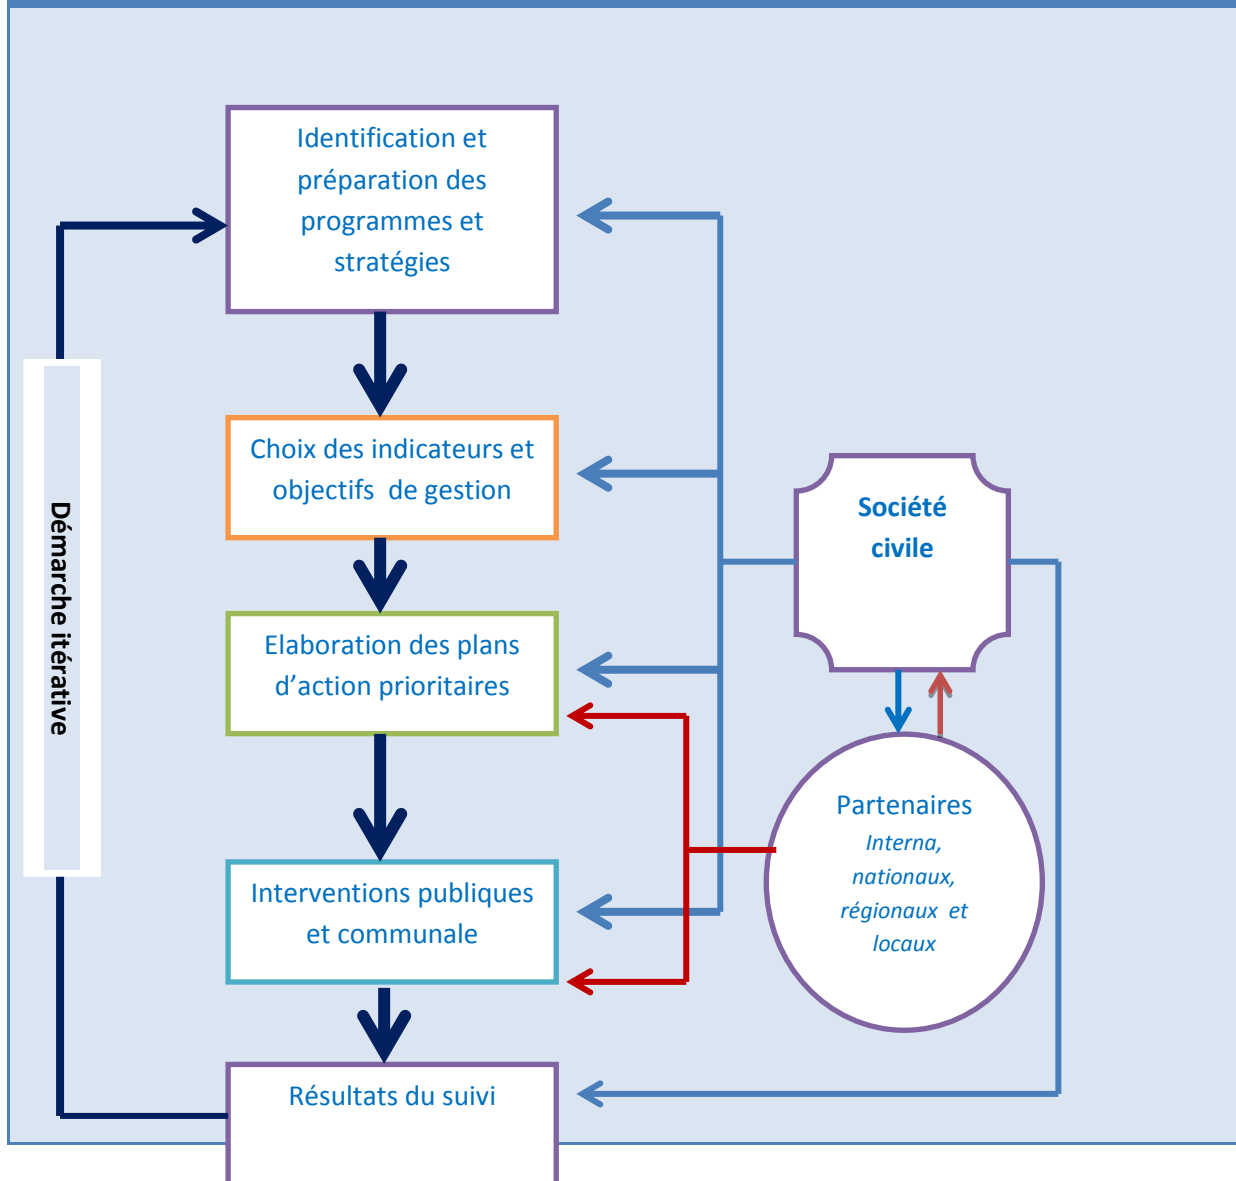 Identification et
préparation des
programmes et
stratégies
Choix des indicateurs et
objectifs  de gestion
Société
civile
Démarche itérative
Elaboration des plans
d’action prioritaires
Partenaires
Interna,
nationaux,
régionaux  et
locaux
Interventions publiques
et communale
Résultats du suivi